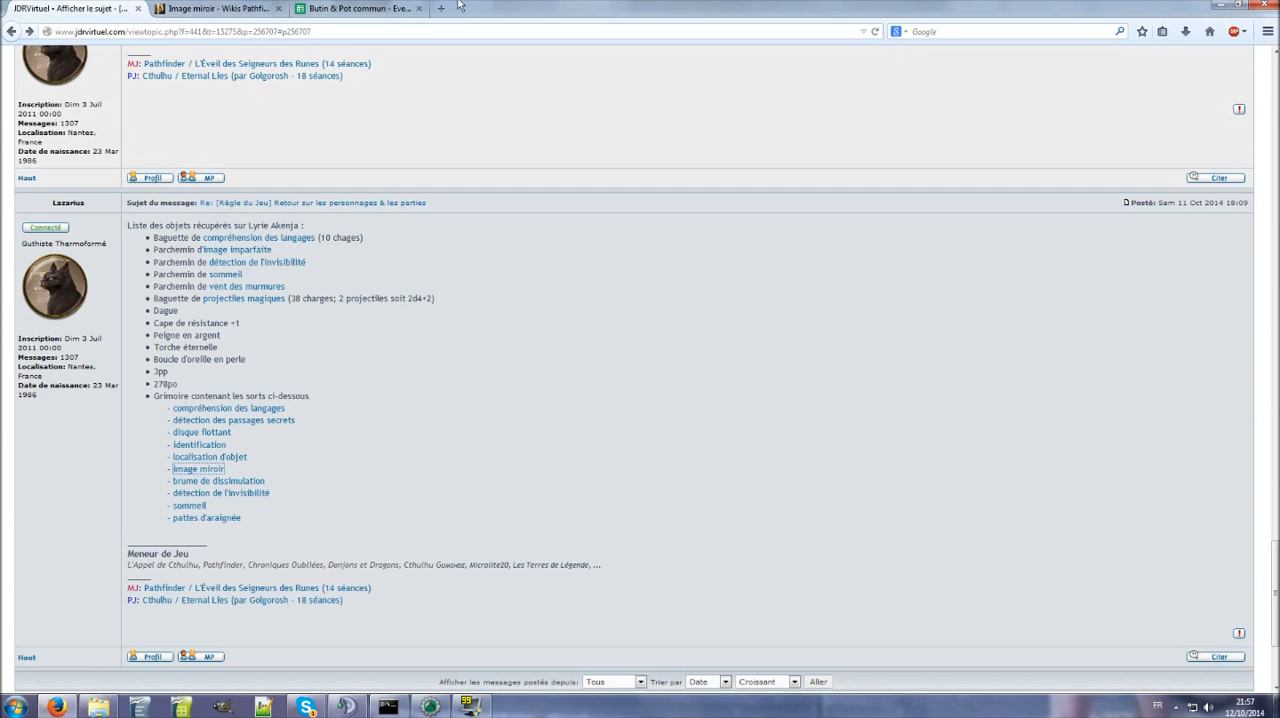 JDRVirtuel • Afficher le sujet - [...
Image miroir - Wikis Pathfi...
Butin & Pot commun - Eve...
www.jdrvirtuel.com/viewtopic.php?f=441&t=15275&p=256707#p256707
Google
MJ: Pathfinder / L'Éveil des Seigneurs des Runes (14 séances)
PJ: Cthulhu / Eternal Lies (par Golgorosh - 18 séances)
Inscription: Dim 3 Juil
2011 00:00
Messages: 1307
Localisation: Nantes,
France
Date de naissance: 23 Mar
1986
Haut
Profil
MP
Citer
Lazarius
Sujet du message: Re: [Règle du Jeu] Retour sur les personnages & les parties
Posté: Sam 11 Oct 2014 18:09
Connecté
Guthiste Thermoformé
Inscription: Dim 3 Juil
2011 00:00
Messages: 1307
Localisation: Nantes,
France
Date de naissance: 23 Mar
1986
Liste des objets récupérés sur Lyrie Akenja :
• Baguette de compréhension des langages (10 chages)
• Parchemin d'image imparfaite
• Parchemin de détection de l'invisibilité
• Parchemin de sommeil
• Parchemin de vent des murmures
• Baguette de projectiles magiques (38 charges; 2 projectiles soit 2d4+2)
• Dague
• Cape de résistance +1
• Peigne en argent
• Torche éternelle
• Boucle d'oreille en perle
• 3pp
• 278po
• Grimoire contenant les sorts ci-dessous
- compréhension des langages
- détection des passages secrets
- disque flottant
- identification
- localisation d'objet
- image miroir
- brume de dissimulation
- détection de l'invisibilité
- sommeil
- pattes d'araignée
Meneur de Jeu
L'Appel de Cthulhu, Pathfinder, Chroniques Oubliées, Donjons et Dragons, Cthulhu Gumshoe, Microlite20, Les Terres de Légende, ...
MJ: Pathfinder / L'Éveil des Seigneurs des Runes (14 séances)
PJ: Cthulhu / Eternal Lies (par Golgorosh - 18 séances)
Haut
Profil
MP
Citer
Afficher les messages postés depuis: Tous Trier par Date Croissant Aller
99
FR
21:57
12/10/2014